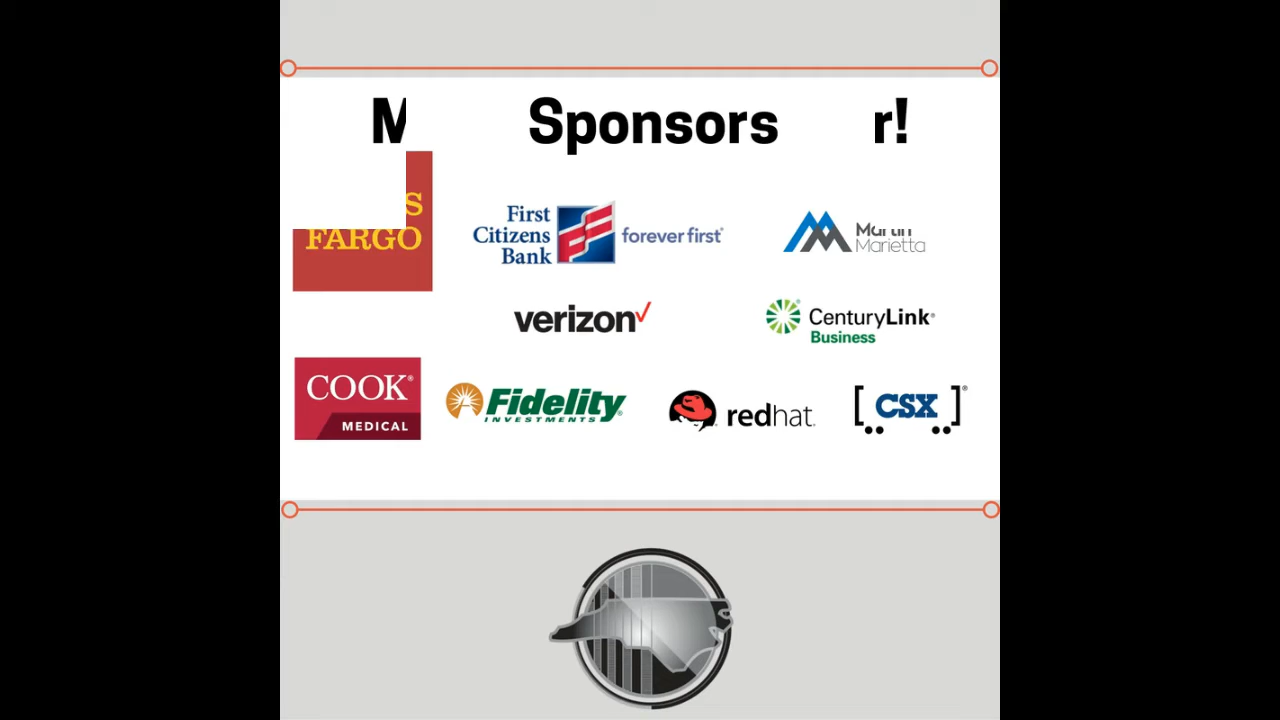 M Sponsors r!
S
FARGO
First
Citizens
Bank
forever first®
Martin
Marietta
verizon
CenturyLink®
Business
COOK®
MEDICAL
Fidelity
INVESTMENTS®
redhat.
[CSX]®